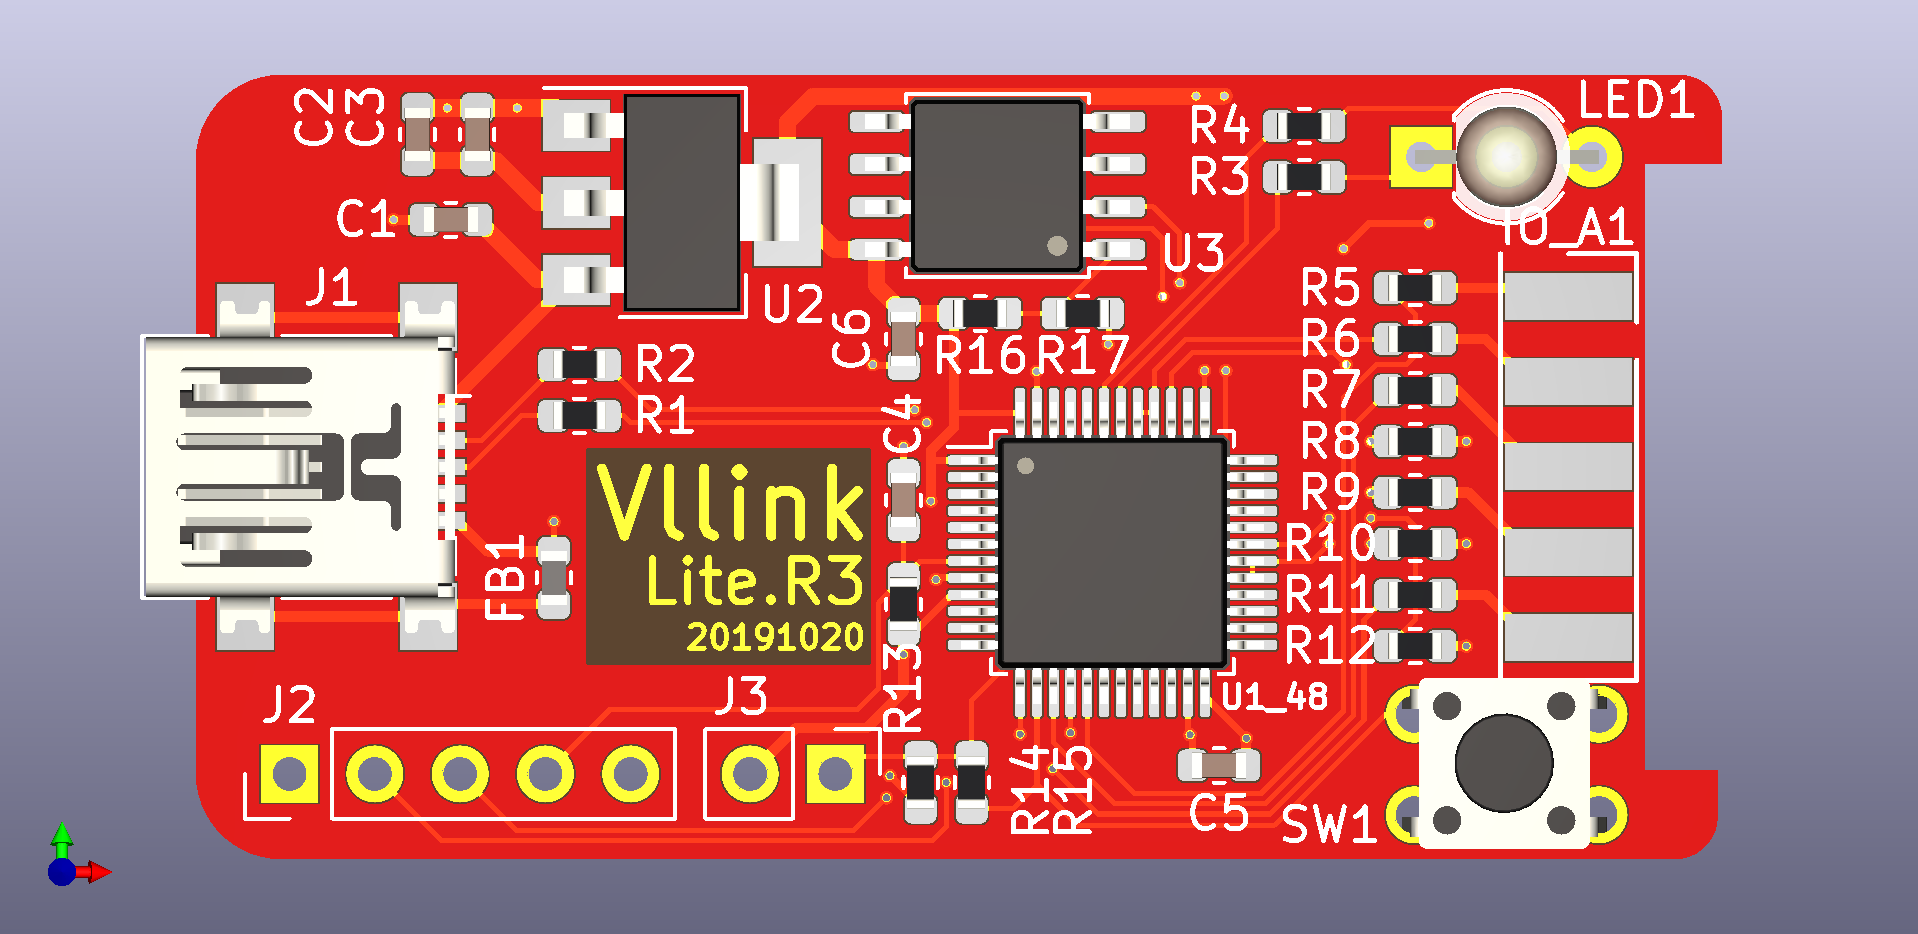 C2
C3
C1
J1
U2
U3
R4
R3
LED1
IO_A1
R5
R6
R7
R8
R9
R10
R11
R12
R2
R1
C6
R16
R17
C4
FB1
Vllink
Lite.R3
20191020
R13
U1_48
J2
J3
R14
R15
C5
SW1